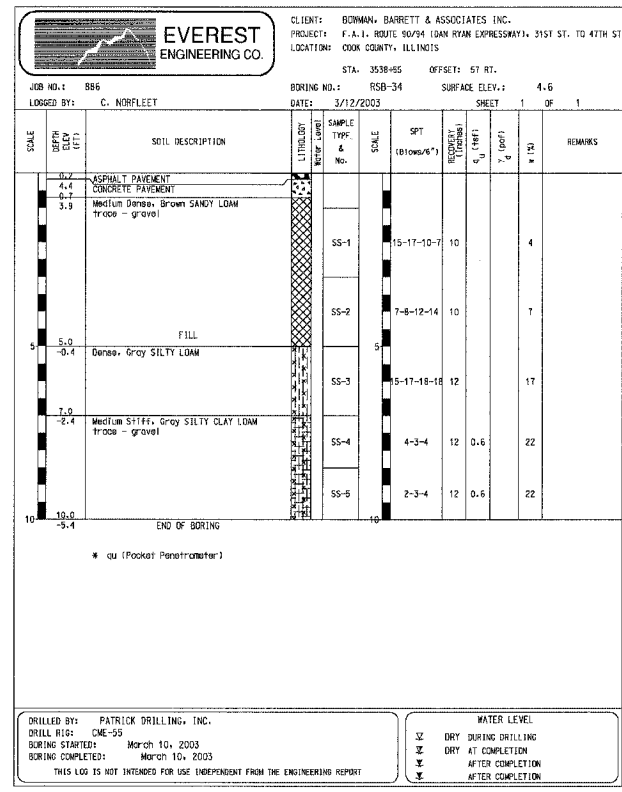 EVEREST
ENGINEERING CO.
CLIENT: BOWMAN, BARRETT & ASSOCIATES INC.
PROJECT: F.A.I. ROUTE 90/94 (DAN RYAN EXPRESSWAY), 31ST ST. TO 47TH ST
LOCATION: COOK COUNTY, ILLINOIS
STA. 3538+55 OFFSET: 57 RT.
JOB NO.: 886 BORING NO.: RSB-34 SURFACE ELEV.: 4.6
LOGGED BY: C. NORFLEET DATE: 3/12/2003 SHEET 1 OF 1
SCALE DEPTH ELEV (FT) SOIL DESCRIPTION LITHOLOGY Water Level SAMPLE TYPE & No. SCALE SPT (Blows/6") RECOVERY (Inches) qu (tsf) γd (pcf) w (%) REMARKS
0.2 ASPHALT PAVEMENT
4.4 CONCRETE PAVEMENT
0.7
3.9 Medium Dense, Brown SANDY LOAM
trace - gravel
SS-1 15-17-10-7 10 4
SS-2 7-8-12-14 10 7
FILL
5 5.0 5
-0.4 Dense, Gray SILTY LOAM
SS-3 15-17-18-18 12 17
7.0
-2.4 Medium Stiff, Gray SILTY CLAY LOAM
trace - gravel
SS-4 4-3-4 12 0.6 22
SS-5 2-3-4 12 0.6 22
10 10.0 10
-5.4 END OF BORING
* qu (Pocket Penetrometer)
DRILLED BY: PATRICK DRILLING, INC.
DRILL RIG: CME-55
BORING STARTED: March 10, 2003
BORING COMPLETED: March 10, 2003
THIS LOG IS NOT INTENDED FOR USE INDEPENDENT FROM THE ENGINEERING REPORT
WATER LEVEL
DRY DURING DRILLING
DRY AT COMPLETION
AFTER COMPLETION
AFTER COMPLETION